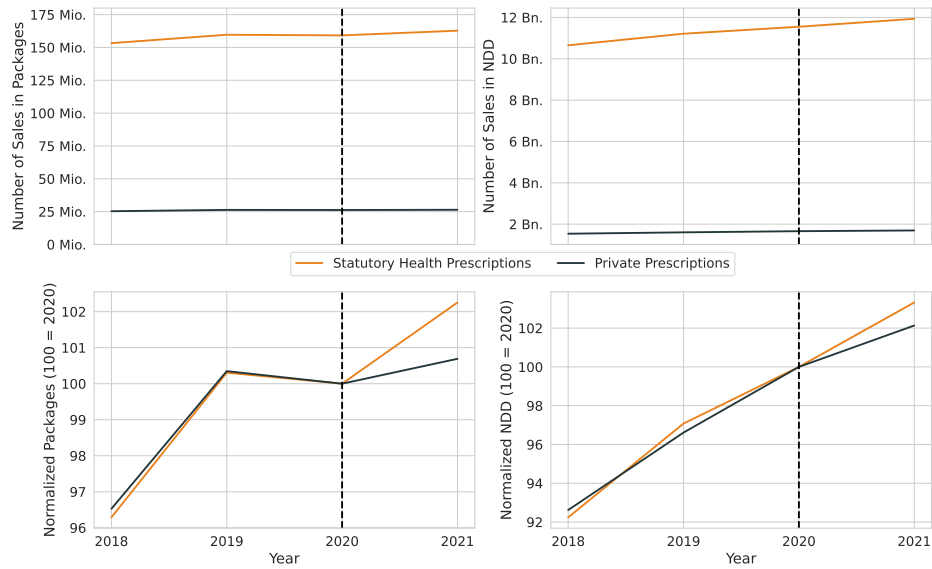 Number of Sales in Packages
175 Mio.
150 Mio.
125 Mio.
100 Mio.
75 Mio.
50 Mio.
25 Mio.
0 Mio.
Number of Sales in NDD
12 Bn.
10 Bn.
8 Bn.
6 Bn.
4 Bn.
2 Bn.
Statutory Health Prescriptions
Private Prescriptions
Normalized Packages (100 = 2020)
102
101
100
99
98
97
96
2018
2019
2020
2021
Year
Normalized NDD (100 = 2020)
102
100
98
96
94
92
2018
2019
2020
2021
Year